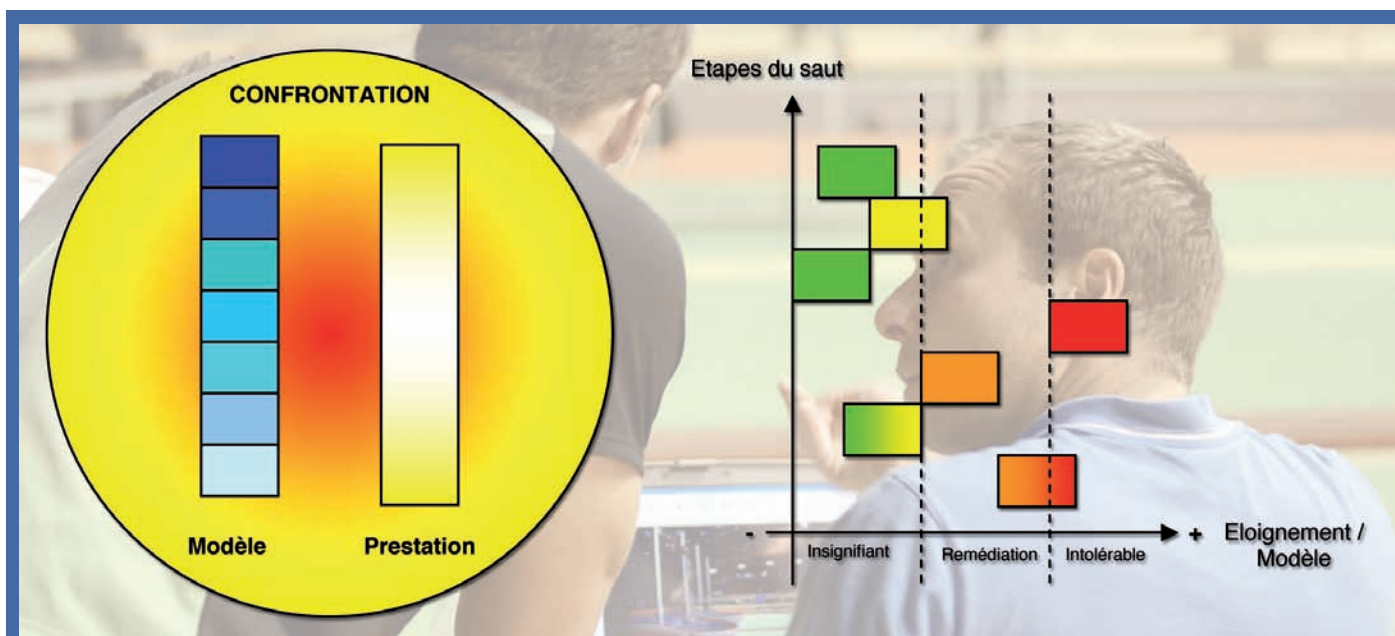 CONFRONTATION
Modèle
Prestation
Etapes du saut
-
Insignifiant
Remédiation
Intolérable
+
Eloignement /
Modèle